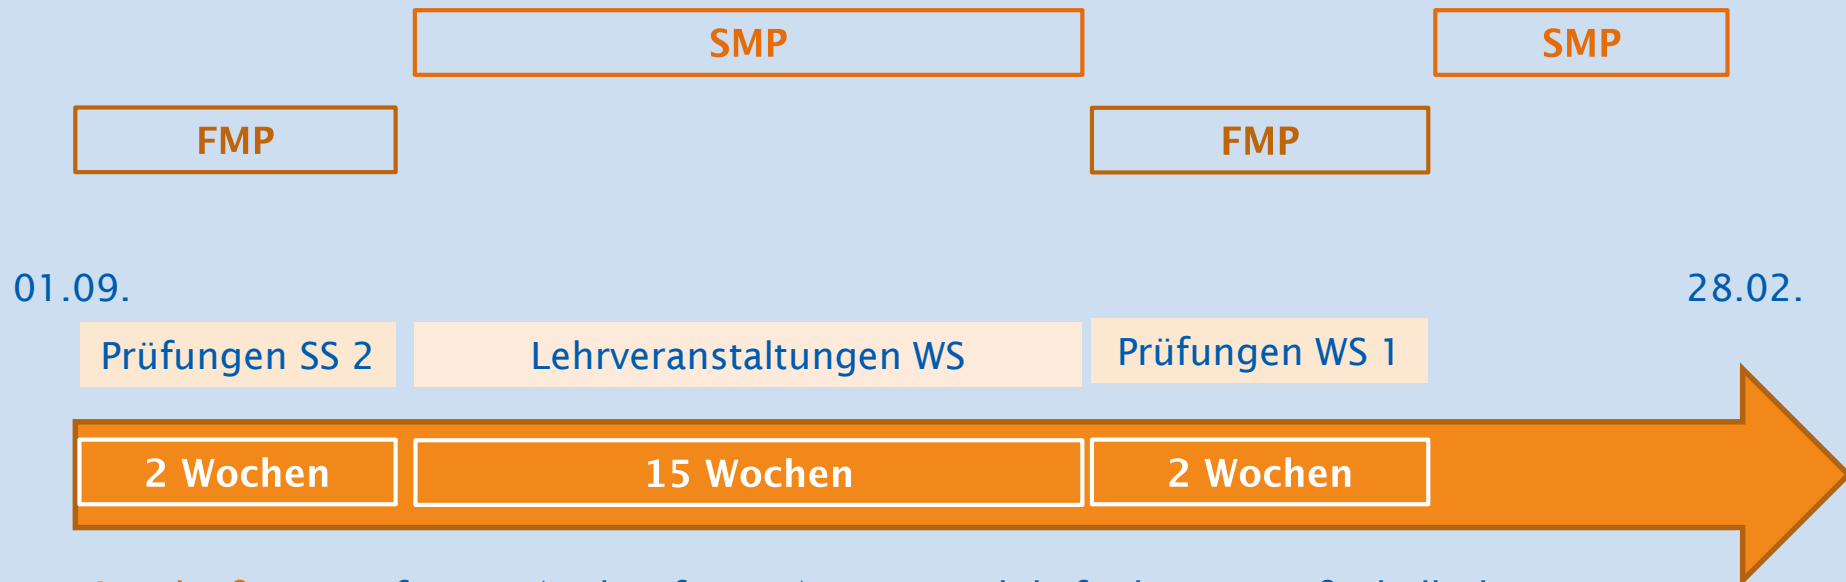 SMP SMP
FMP FMP
01.09. 28.02.
Prüfungen SS 2 Lehrveranstaltungen WS Prüfungen WS 1
2 Wochen 15 Wochen 2 Wochen